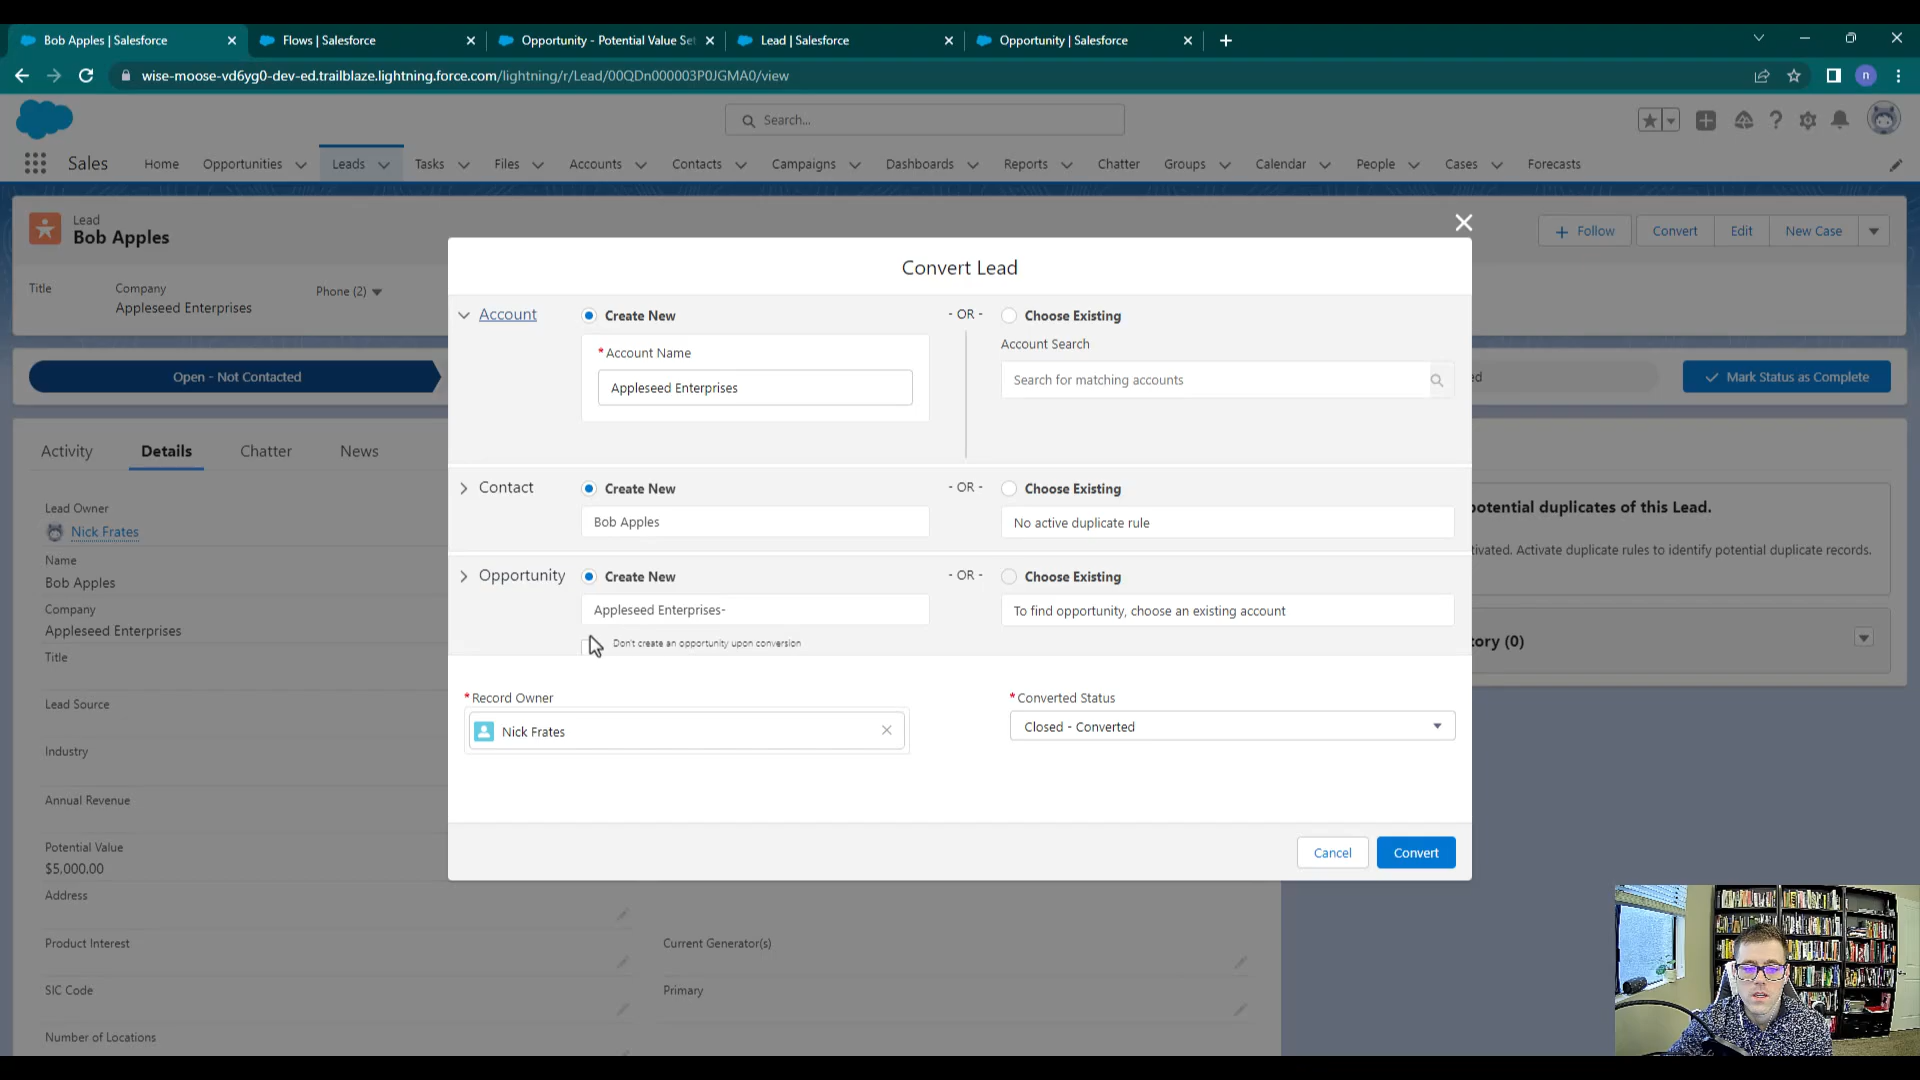 Bob Apples | Salesforce
Flows | Salesforce
Opportunity - Potential Value Set
Lead | Salesforce
Opportunity | Salesforce
wise-moose-vd6yg0-dev-ed.trailblaze.lightning.force.com/lightning/r/Lead/00QDn000003P0JGMA0/view
n
Search...
Sales
Home
Opportunities
Leads
Tasks
Files
Accounts
Contacts
Campaigns
Dashboards
Reports
Chatter
Groups
Calendar
People
Cases
Forecasts
Lead
Bob Apples
+ Follow
Convert
Edit
New Case
Title
Company
Appleseed Enterprises
Phone (2)
Open - Not Contacted
ed
Mark Status as Complete
Activity
Details
Chatter
News
Lead Owner
Nick Frates
Name
Bob Apples
Company
Appleseed Enterprises
Title
Lead Source
Industry
Annual Revenue
Potential Value
$5,000.00
Address
Product Interest
Current Generator(s)
SIC Code
Primary
Number of Locations
potential duplicates of this Lead.
tivated. Activate duplicate rules to identify potential duplicate records.
tory (0)
Convert Lead
Account
Create New
- OR -
Choose Existing
*Account Name
Appleseed Enterprises
Account Search
Search for matching accounts
Contact
Create New
- OR -
Choose Existing
Bob Apples
No active duplicate rule
Opportunity
Create New
- OR -
Choose Existing
Appleseed Enterprises-
To find opportunity, choose an existing account
Don't create an opportunity upon conversion
*Record Owner
Nick Frates
*Converted Status
Closed - Converted
Cancel
Convert